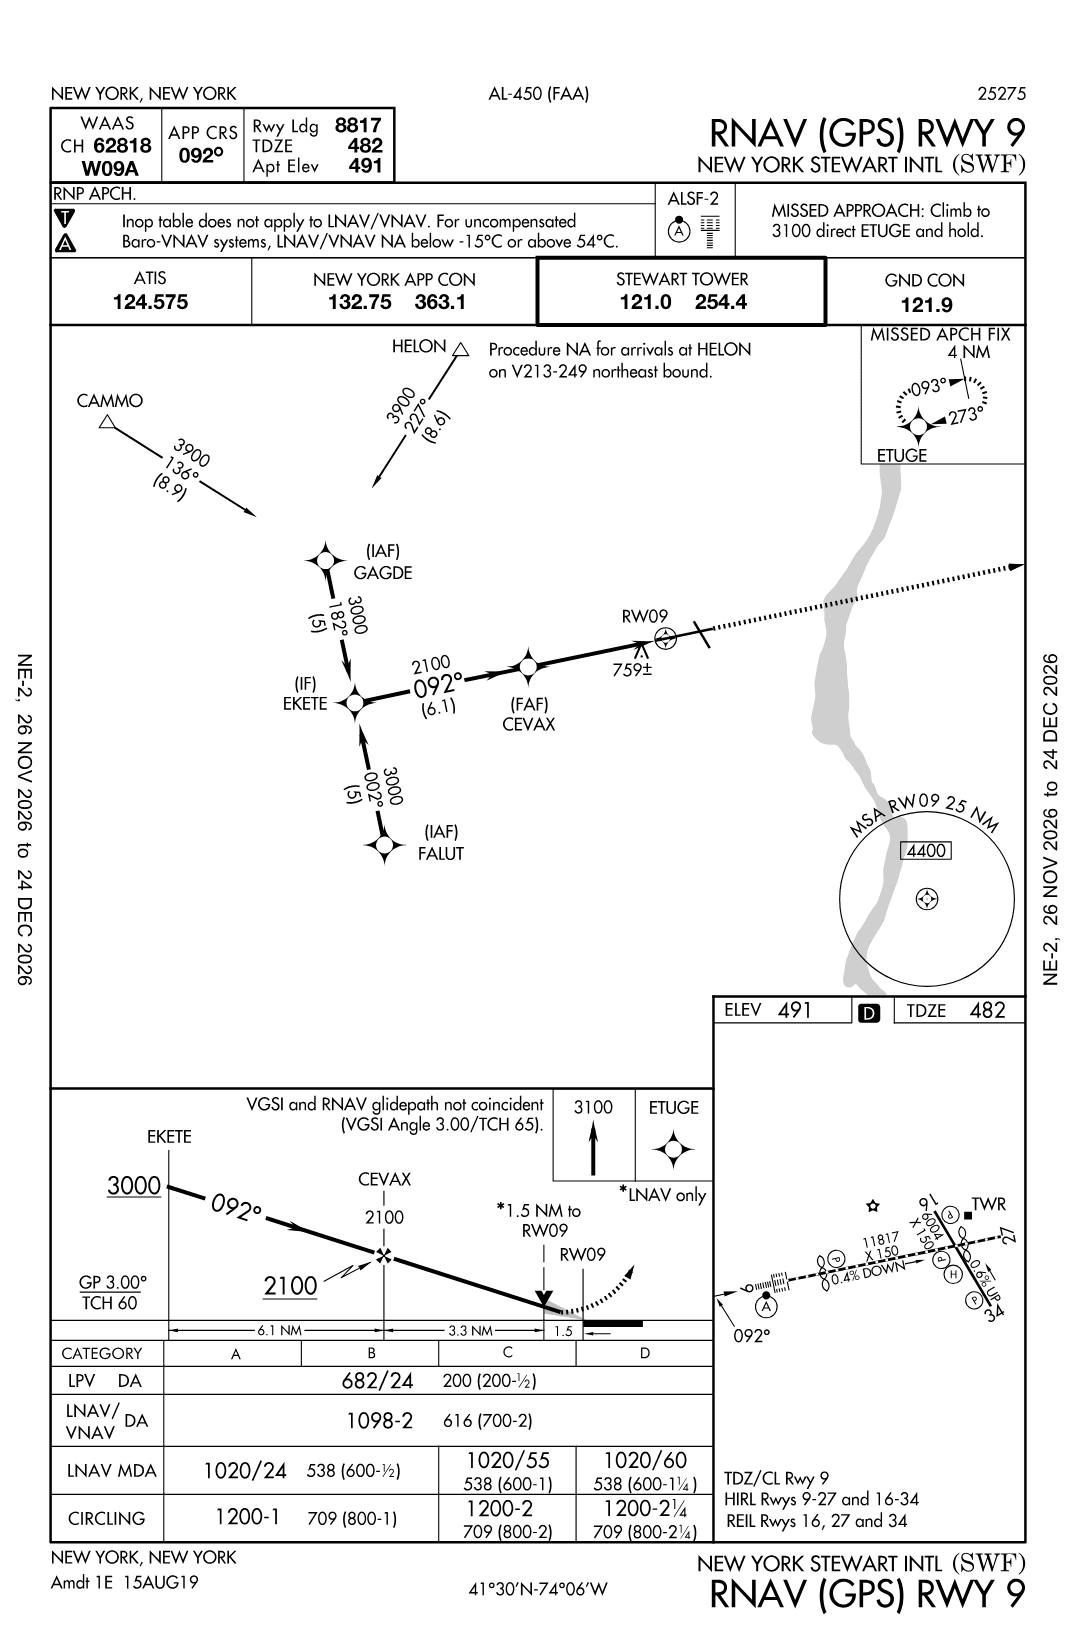 NEW YORK, NEW YORK
AL-450 (FAA)
25275
WAAS
CH 62818
W09A
APP CRS
092°
Rwy Ldg 8817
TDZE 482
Apt Elev 491
RNAV (GPS) RWY 9
NEW YORK STEWART INTL (SWF)
RNP APCH.
T
A
Inop table does not apply to LNAV/VNAV. For uncompensated
Baro-VNAV systems, LNAV/VNAV NA below -15°C or above 54°C.
ALSF-2
A
MISSED APPROACH: Climb to
3100 direct ETUGE and hold.
ATIS
124.575
NEW YORK APP CON
132.75 363.1
STEWART TOWER
121.0 254.4
GND CON
121.9
MISSED APCH FIX
4 NM
093°
273°
ETUGE
HELON
Procedure NA for arrivals at HELON
on V213-249 northeast bound.
3900
227°
(8.6)
CAMMO
3900
136°
(8.9)
(IAF)
GAGDE
3000
182°
(5)
(IF)
EKETE
2100
092°
(6.1)
(FAF)
CEVAX
RW09
759±
3000
002°
(5)
(IAF)
FALUT
MSA RW09 25 NM
4400
NE-2, 26 NOV 2026 to 24 DEC 2026
NE-2, 26 NOV 2026 to 24 DEC 2026
ELEV 491
D
TDZE 482
16
TWR
6004
X 150
11817
X 150
27
P
P
P
P
H
0.4% DOWN
0.6% UP
9
A
34
092°
TDZ/CL Rwy 9
HIRL Rwys 9-27 and 16-34
REIL Rwys 16, 27 and 34
VGSI and RNAV glidepath not coincident
(VGSI Angle 3.00/TCH 65).
3100
ETUGE
EKETE
3000
092°
CEVAX
2100
2100
*LNAV only
*1.5 NM to
RW09
RW09
GP 3.00°
TCH 60
6.1 NM
3.3 NM
1.5
CATEGORY A B C D
LPV DA 682/24 200 (200-½)
LNAV/
VNAV DA 1098-2 616 (700-2)
LNAV MDA 1020/24 538 (600-½)
1020/55
538 (600-1)
1020/60
538 (600-1¼)
CIRCLING 1200-1 709 (800-1)
1200-2
709 (800-2)
1200-2¼
709 (800-2¼)
NEW YORK, NEW YORK
Amdt 1E 15AUG19
41°30'N-74°06'W
NEW YORK STEWART INTL (SWF)
RNAV (GPS) RWY 9